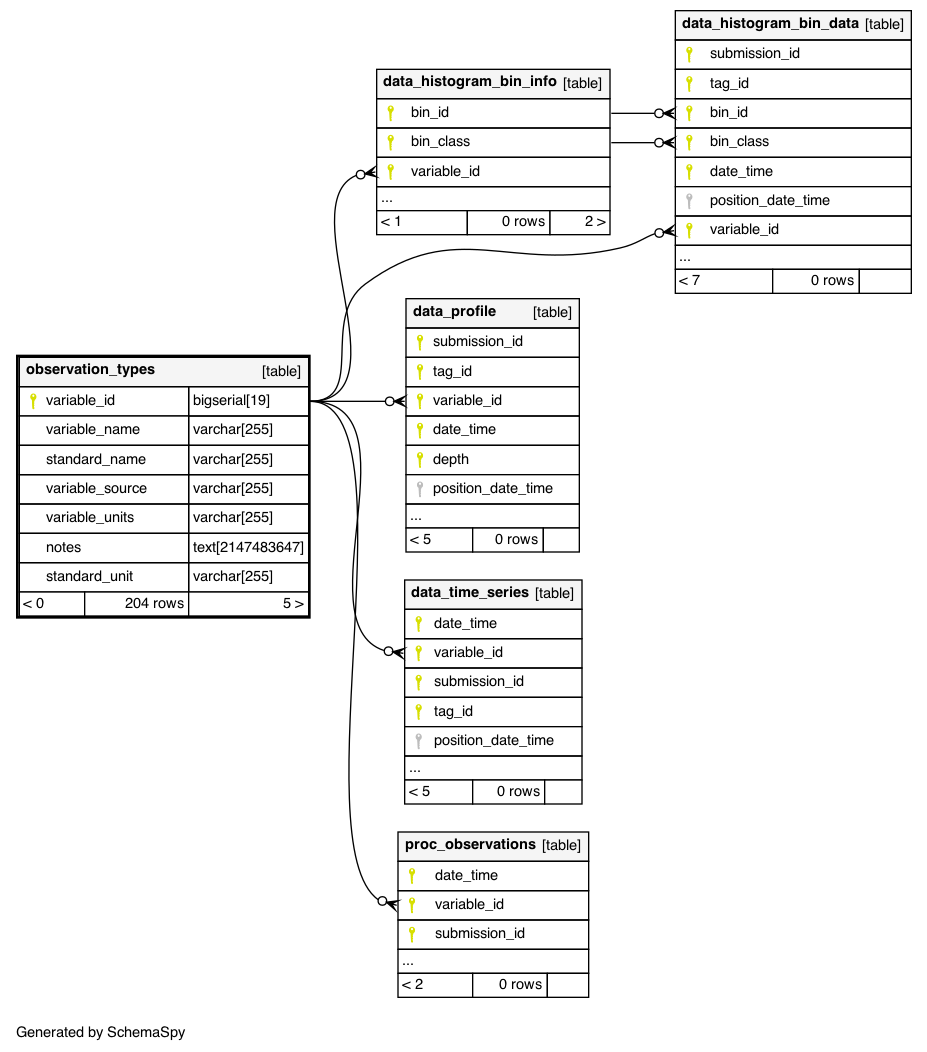 data_histogram_bin_data [table]
submission_id
tag_id
bin_id
bin_class
date_time
position_date_time
variable_id
...
< 7 0 rows
data_histogram_bin_info [table]
bin_id
bin_class
variable_id
...
< 1 0 rows 2 >
data_profile [table]
submission_id
tag_id
variable_id
date_time
depth
position_date_time
...
< 5 0 rows
observation_types [table]
variable_id bigserial[19]
variable_name varchar[255]
standard_name varchar[255]
variable_source varchar[255]
variable_units varchar[255]
notes text[2147483647]
standard_unit varchar[255]
< 0 204 rows 5 >
data_time_series [table]
date_time
variable_id
submission_id
tag_id
position_date_time
...
< 5 0 rows
proc_observations [table]
date_time
variable_id
submission_id
...
< 2 0 rows
Generated by SchemaSpy